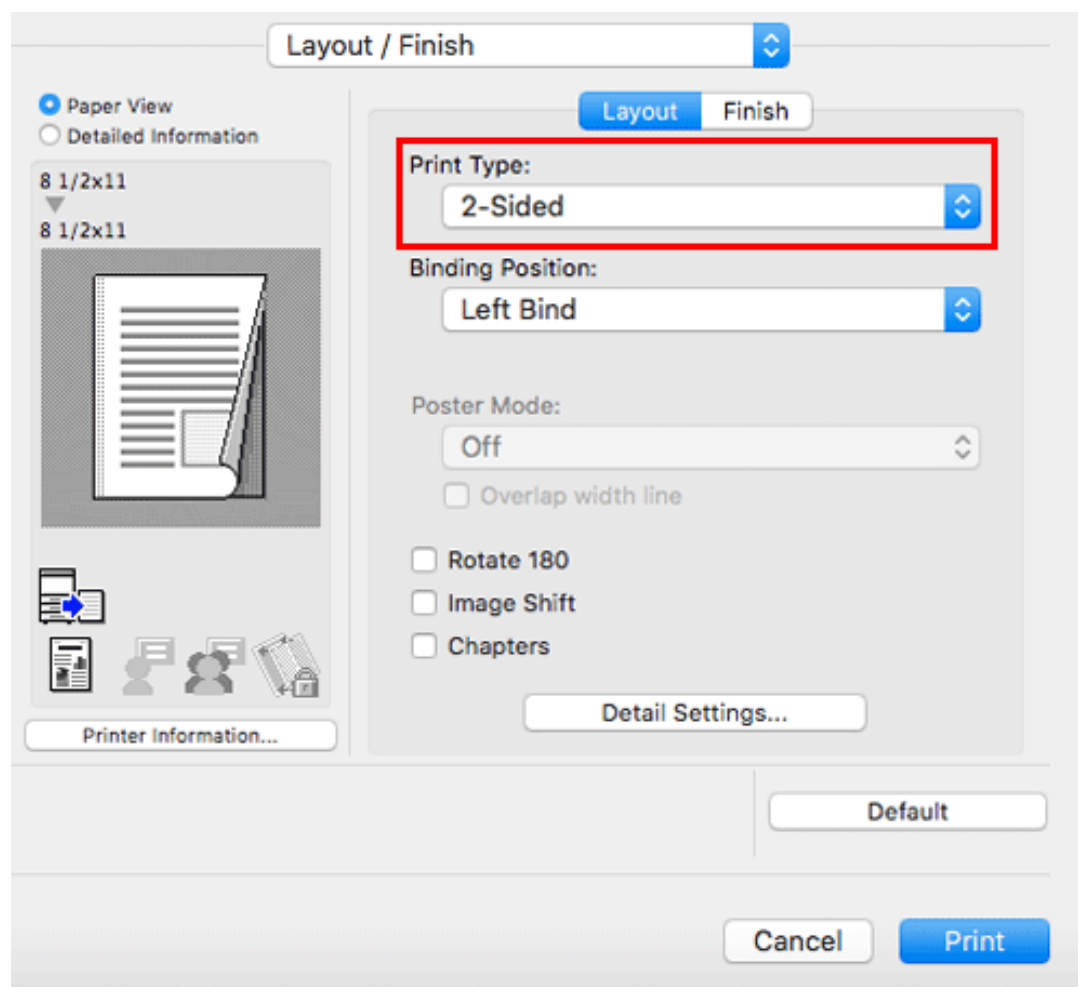 Layout / Finish
Paper View
Detailed Information
8 1/2x11
8 1/2x11
Printer Information...
Layout Finish
Print Type:
2-Sided
Binding Position:
Left Bind
Poster Mode:
Off
Overlap width line
Rotate 180
Image Shift
Chapters
Detail Settings...
Default
Cancel Print